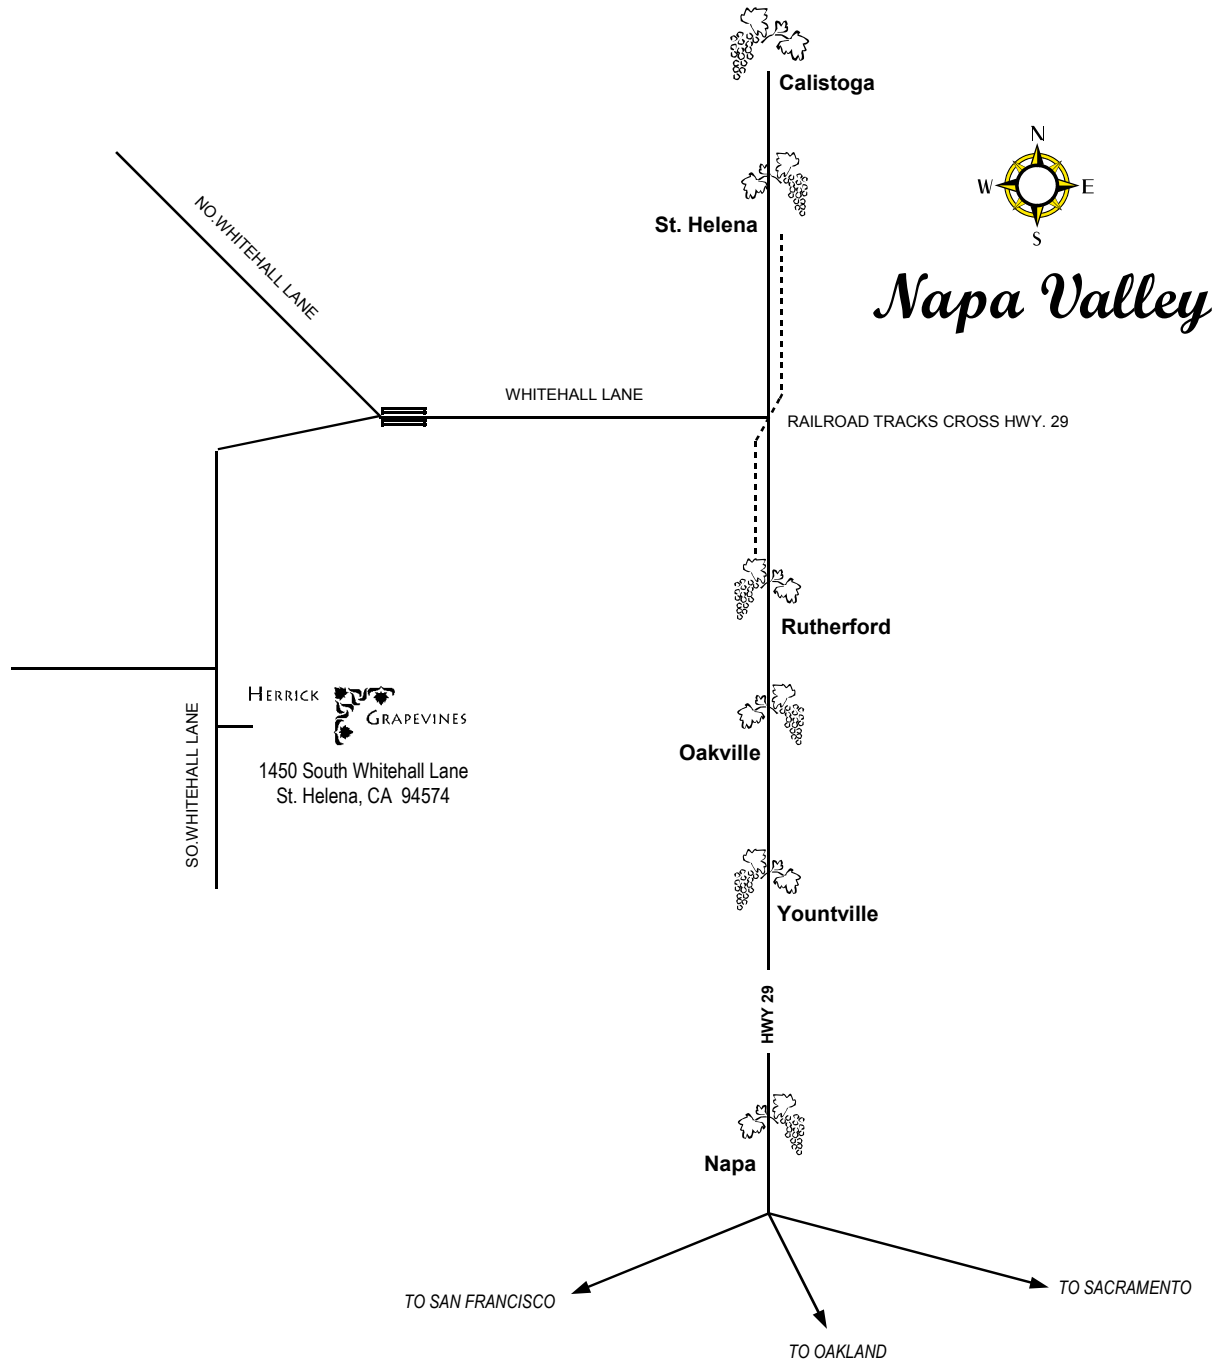 Calistoga
N
W
E
S
St. Helena
Napa Valley
NO.WHITEHALL LANE
WHITEHALL LANE
RAILROAD TRACKS CROSS HWY. 29
Rutherford
HERRICK
GRAPEVINES
1450 South Whitehall Lane
St. Helena, CA 94574
SO.WHITEHALL LANE
Oakville
Yountville
HWY 29
Napa
TO SAN FRANCISCO
TO SACRAMENTO
TO OAKLAND